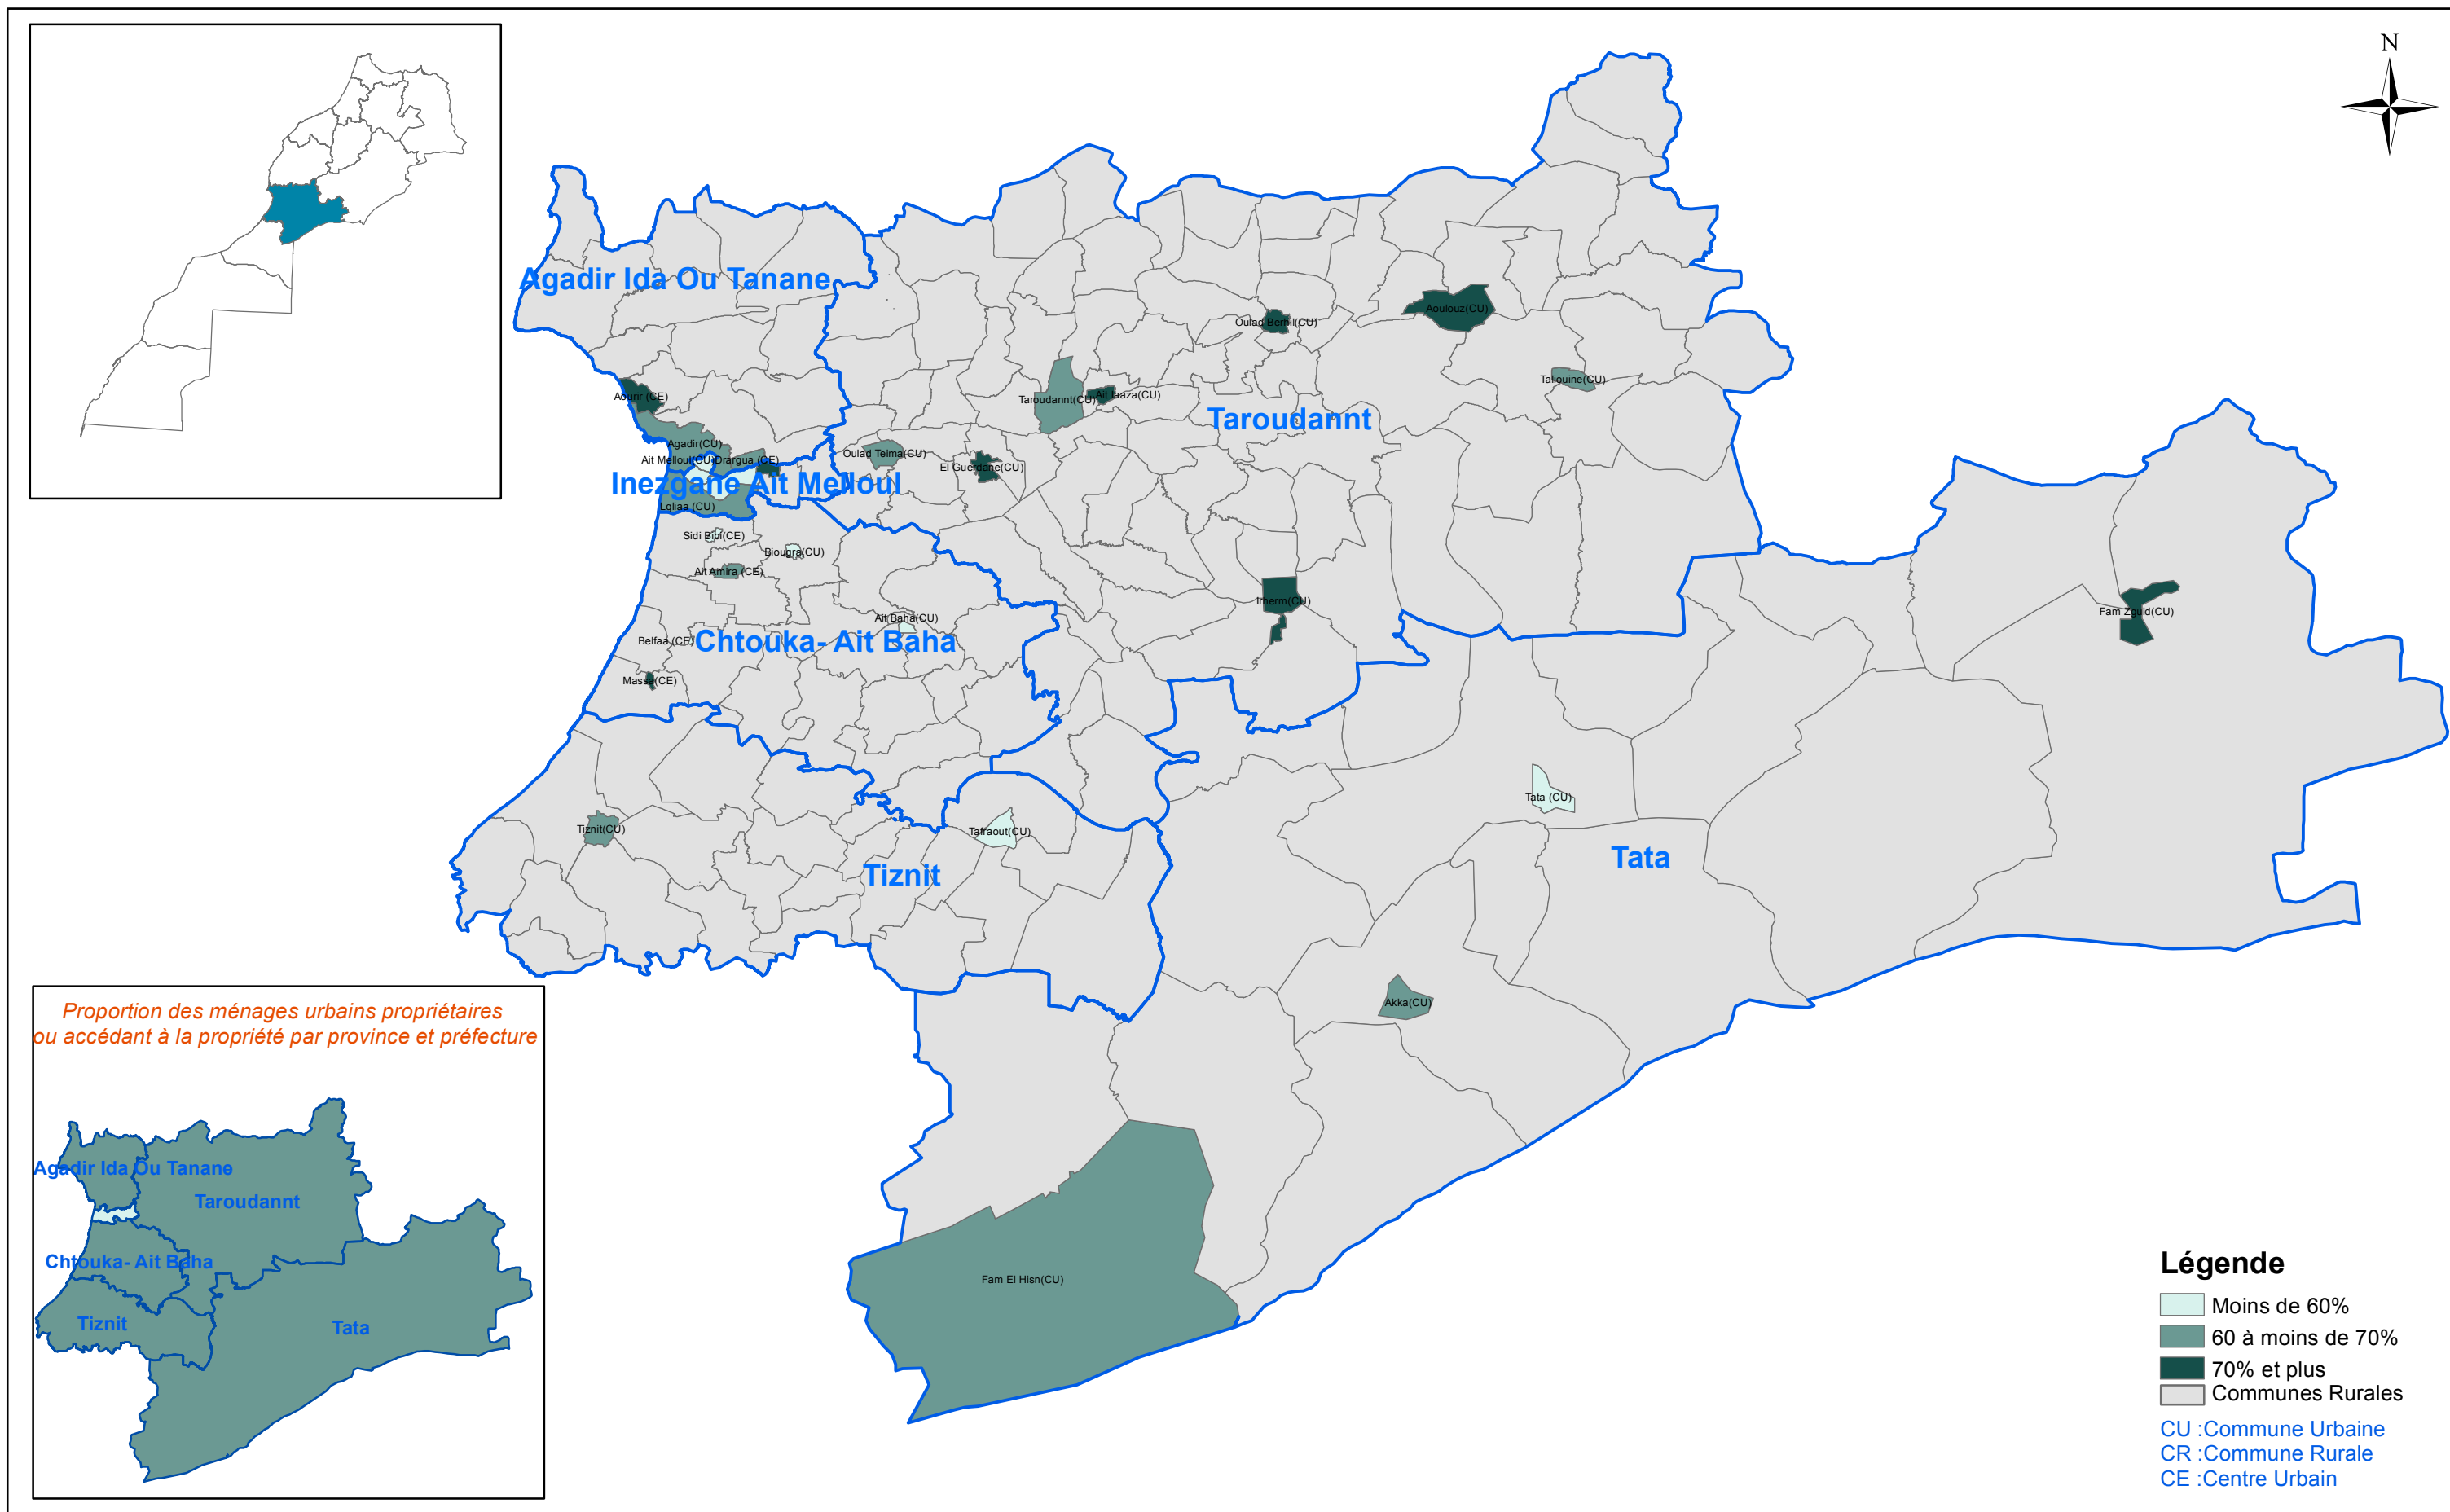 N
Agadir Ida Ou Tanane
Oulad Berhil(CU)
Aoulouz(CU)
Taliouine(CU)
Aourir (CE)
Taroudannt(CU)
Ait Iaaza(CU)
Taroudannt
Agadir(CU)
Ait Melloul(CU)
Drargua (CE)
Oulad Teima(CU)
El Guerdane(CU)
Inezgane Ait Melloul
Lqliaa (CU)
Sidi Bibi(CE)
Biougra(CU)
Ait Amira (CE)
Irherm(CU)
Fam Zguid(CU)
Ait Baha(CU)
Belfaa (CE)
Chtouka- Ait Baha
Massa(CE)
Tata (CU)
Tiznit(CU)
Tafraout(CU)
Tiznit
Tata
Akka(CU)
Fam El Hisn(CU)
Proportion des ménages urbains propriétaires
ou accédant à la propriété par province et préfecture
Agadir Ida Ou Tanane
Taroudannt
Chtouka- Ait Baha
Tiznit
Tata
Légende
Moins de 60%
60 à moins de 70%
70% et plus
Communes Rurales
CU :Commune Urbaine
CR :Commune Rurale
CE :Centre Urbain